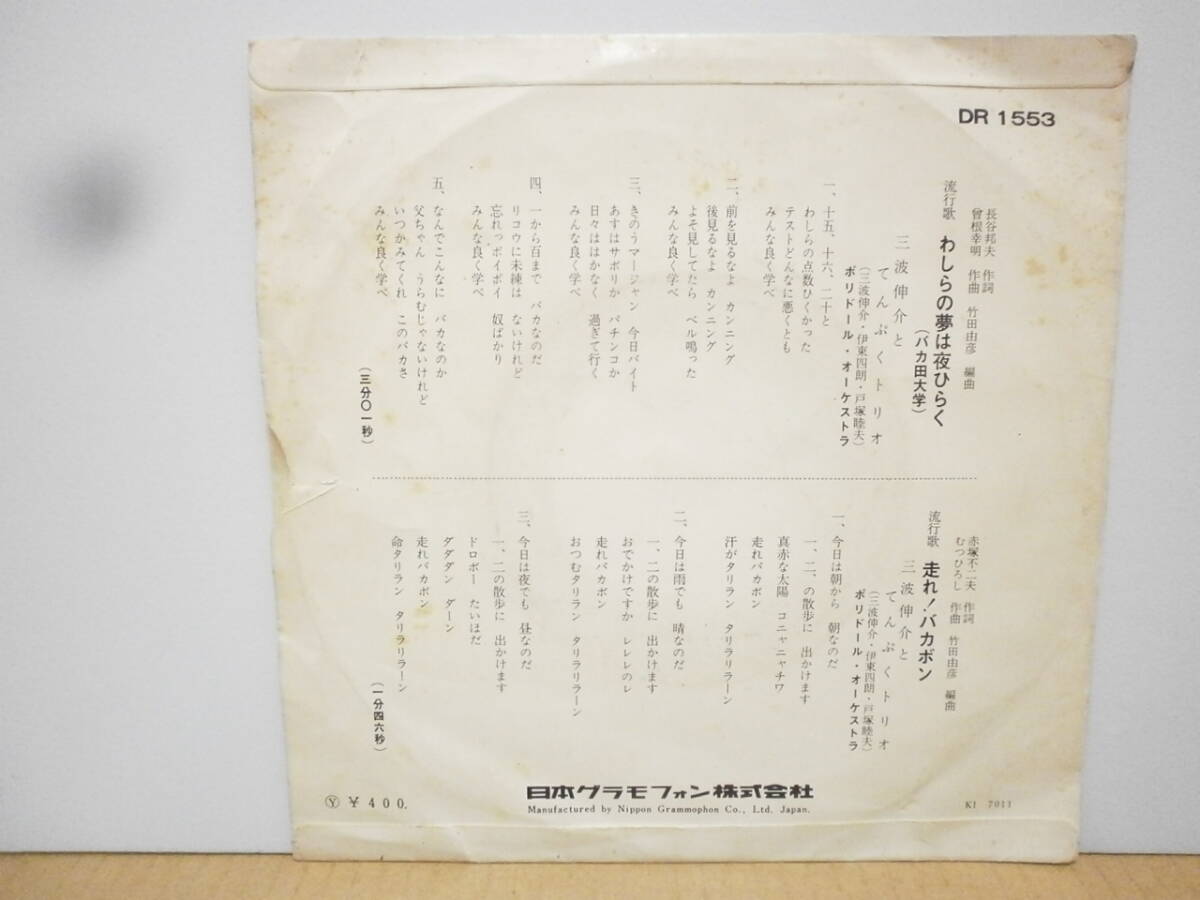 DR 1553
長谷邦夫 作詞
曾根幸明 作曲 竹田由彦 編曲
流行歌 わしらの夢は夜ひらく
(バカ田大学)
三波伸介と
てんぷくトリオ
(三波伸介・伊東四朗・戸塚睦夫)
ポリドール・オーケストラ
一、十五、十六、二十と
わしらの点数ひくかった
テストどんなに悪くとも
みんな良く学べ
二、前を見るなよ カンニング
後見るなよ カンニング
よそ見してたら ベル鳴った
みんな良く学べ
三、きのうマージャン 今日バイト
あすはサボリか パチンコか
日々ははかなく 過ぎて行く
みんな良く学べ
四、一から百まで バカなのだ
リコウに未練は ないけれど
忘れっポイポイ 奴ばかり
みんな良く学べ
五、なんでこんなに バカなのか
父ちゃん うらむじゃないけれど
いつかみてくれ このバカさ
みんな良く学べ
(三分〇一秒)
赤塚不二夫 作詞
むつひろし 作曲 竹田由彦 編曲
流行歌 走れ!バカボン
三波伸介と
てんぷくトリオ
(三波伸介・伊東四朗・戸塚睦夫)
ポリドール・オーケストラ
一、今日は朝から 朝なのだ
一、二、の散歩に 出かけます
真赤な太陽 コニャニャチワ
走れバカボン
汗がタリラン タリラリラーン
二、今日は雨でも 晴なのだ
一、二の散歩に 出かけます
おでかけですか レレレのレ
走れバカボン
おつむタリラン タリラリラーン
三、今日は夜でも 昼なのだ
一、二の散歩に 出かけます
ドロボー たいほだ
ダダダン ダーン
走れバカボン
命タリラン タリラリラーン
(一分四六秒)
Ⓨ ¥400.
日本グラモフォン株式会社
Manufactured by Nippon Grammophon Co., Ltd. Japan.
KI 7011